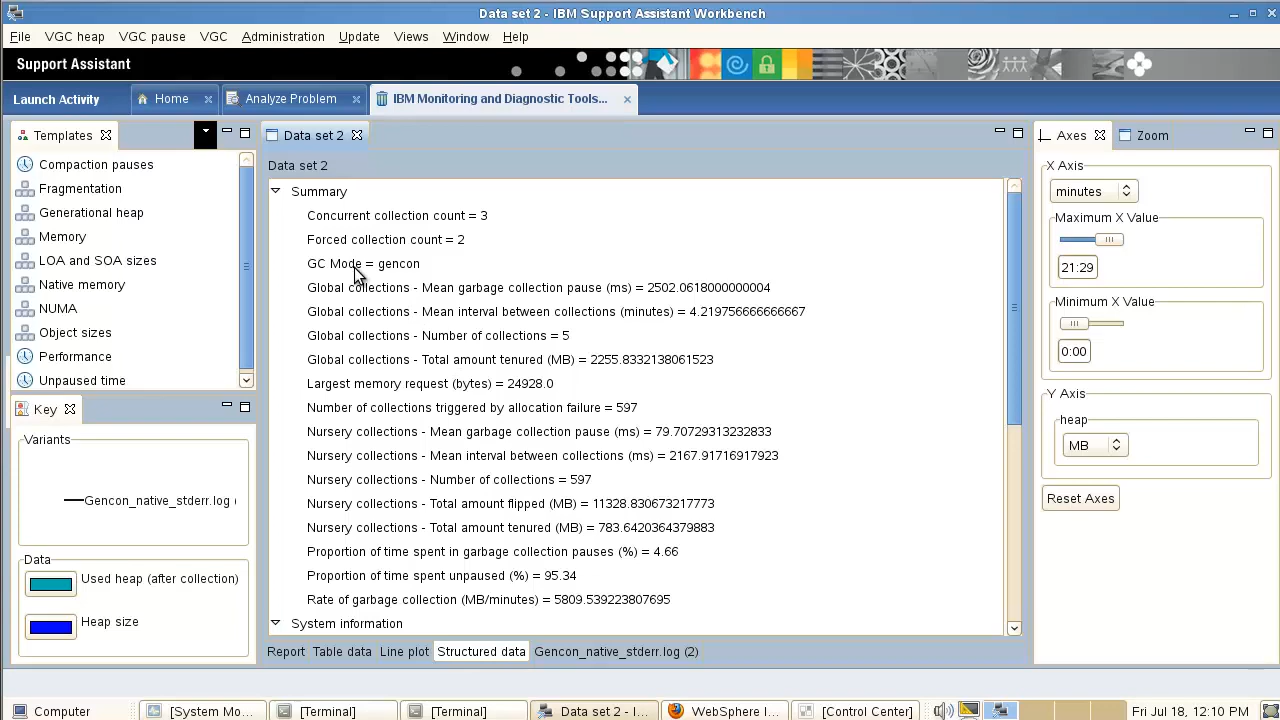 Data set 2 - IBM Support Assistant Workbench
File VGC heap VGC pause VGC Administration Update Views Window Help
Support Assistant
Launch Activity Home Analyze Problem IBM Monitoring and Diagnostic Tools...
Templates
Compaction pauses
Fragmentation
Generational heap
Memory
LOA and SOA sizes
Native memory
NUMA
Object sizes
Performance
Unpaused time
Key
Variants
Gencon_native_stderr.log (
Data
Used heap (after collection)
Heap size
Data set 2
Data set 2
Summary
Concurrent collection count = 3
Forced collection count = 2
GC Mode = gencon
Global collections - Mean garbage collection pause (ms) = 2502.0618000000004
Global collections - Mean interval between collections (minutes) = 4.219756666666667
Global collections - Number of collections = 5
Global collections - Total amount tenured (MB) = 2255.8332138061523
Largest memory request (bytes) = 24928.0
Number of collections triggered by allocation failure = 597
Nursery collections - Mean garbage collection pause (ms) = 79.70729313232833
Nursery collections - Mean interval between collections (ms) = 2167.91716917923
Nursery collections - Number of collections = 597
Nursery collections - Total amount flipped (MB) = 11328.830673217773
Nursery collections - Total amount tenured (MB) = 783.6420364379883
Proportion of time spent in garbage collection pauses (%) = 4.66
Proportion of time spent unpaused (%) = 95.34
Rate of garbage collection (MB/minutes) = 5809.539223807695
System information
Report Table data Line plot Structured data Gencon_native_stderr.log (2)
Axes Zoom
X Axis
minutes
Maximum X Value
21:29
Minimum X Value
0:00
Y Axis
heap
MB
Reset Axes
Computer [System Mo... [Terminal] [Terminal] Data set 2 - I... WebSphere I... [Control Center] Fri Jul 18, 12:10 PM